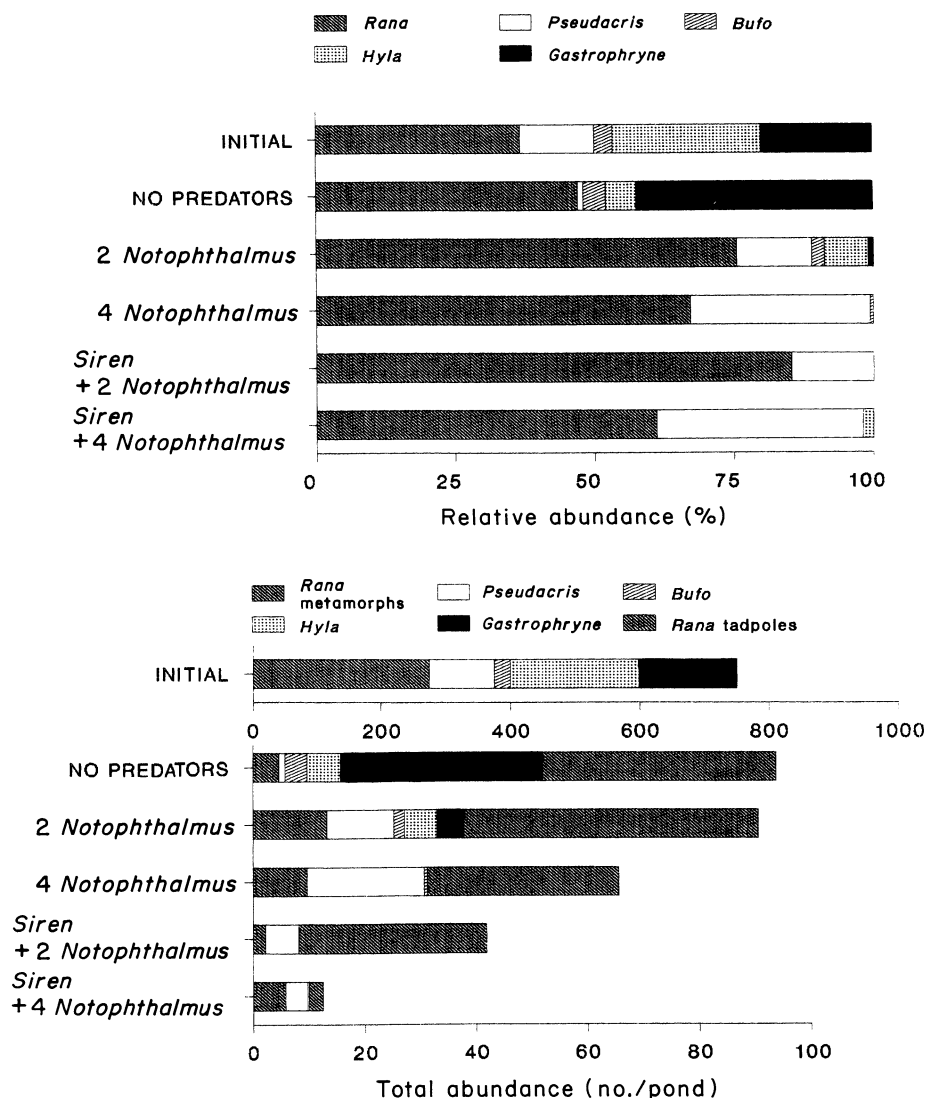 Rana Pseudacris Bufo
Hyla Gastrophryne
INITIAL
NO PREDATORS
2 Notophthalmus
4 Notophthalmus
Siren
+2 Notophthalmus
Siren
+4 Notophthalmus
0 25 50 75 100
Relative abundance (%)
Rana
metamorphs
Pseudacris Bufo
Hyla Gastrophryne Rana tadpoles
INITIAL
0 200 400 600 800 1000
NO PREDATORS
2 Notophthalmus
4 Notophthalmus
Siren
+2 Notophthalmus
Siren
+4 Notophthalmus
0 20 40 60 80 100
Total abundance (no./pond)